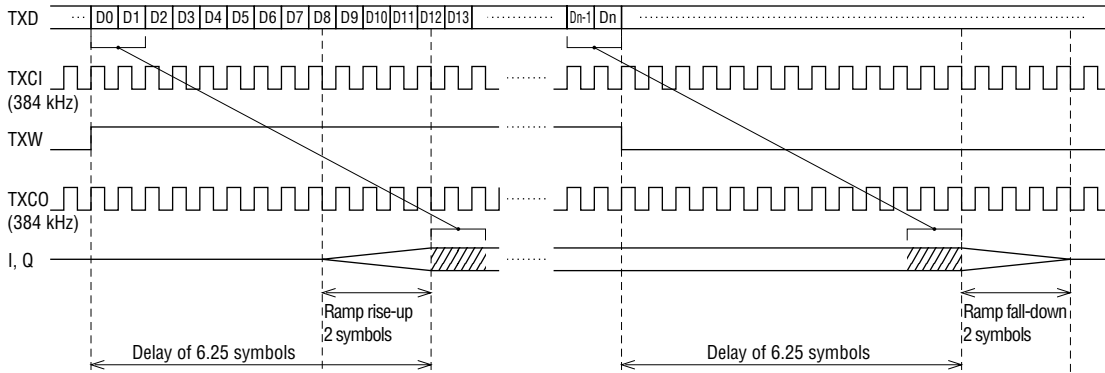 TXD ··· D0 D1 D2 D3 D4 D5 D6 D7 D8 D9 D10 D11 D12 D13 Dn-1 Dn
TXCI
(384 kHz)
TXW
TXCO
(384 kHz)
I, Q
Ramp rise-up
2 symbols
Ramp fall-down
2 symbols
Delay of 6.25 symbols
Delay of 6.25 symbols